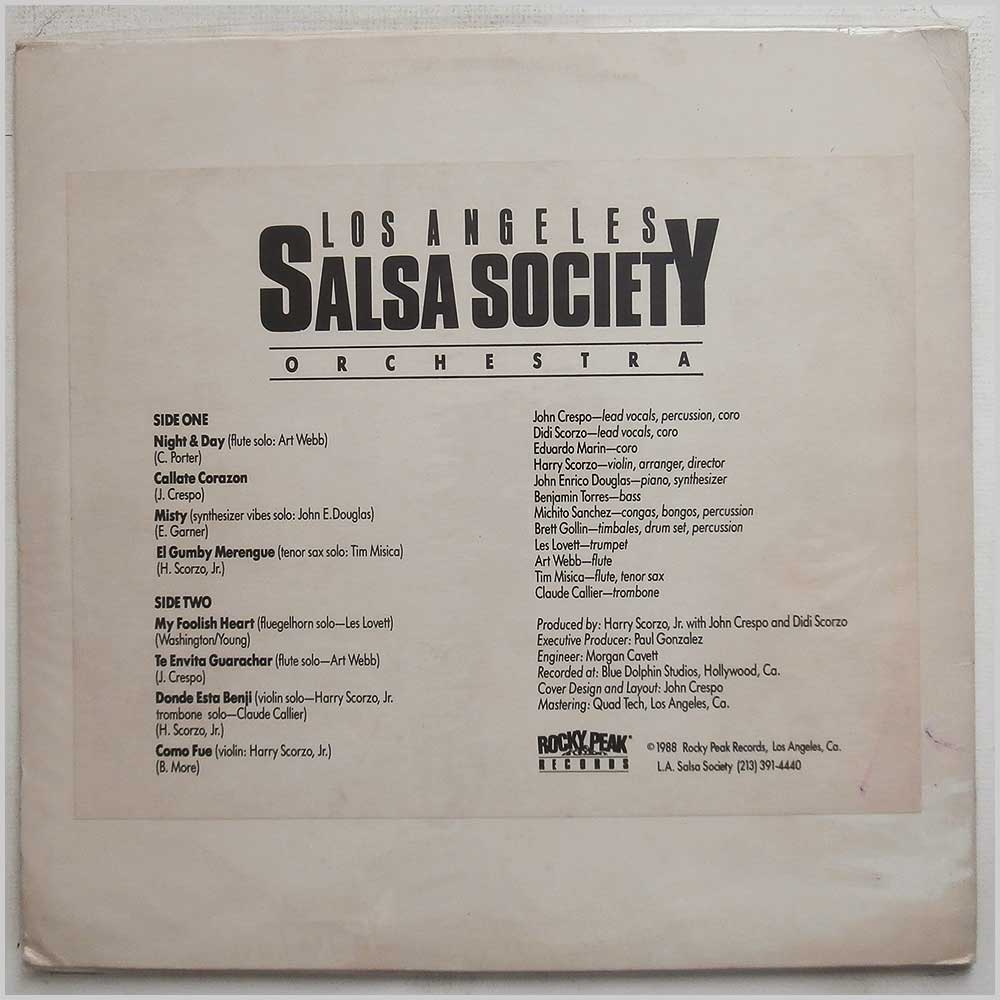 LOS ANGELES
SALSA SOCIETY
ORCHESTRA
SIDE ONE
Night & Day (flute solo: Art Webb)
(C. Porter)
Callate Corazon
(J. Crespo)
Misty (synthesizer vibes solo: John E.Douglas)
(E. Garner)
El Gumby Merengue (tenor sax solo: Tim Misica)
(H. Scorzo, Jr.)
SIDE TWO
My Foolish Heart (fluegelhorn solo—Les Lovett)
(Washington/Young)
Te Envita Guarachar (flute solo—Art Webb)
(J. Crespo)
Donde Esta Benji (violin solo—Harry Scorzo, Jr.
trombone solo—Claude Callier)
(H. Scorzo, Jr.)
Como Fue (violin: Harry Scorzo, Jr.)
(B. More)
John Crespo—lead vocals, percussion, coro
Didi Scorzo—lead vocals, coro
Eduardo Marin—coro
Harry Scorzo—violin, arranger, director
John Enrico Douglas—piano, synthesizer
Benjamin Torres—bass
Michito Sanchez—congas, bongos, percussion
Brett Gollin—timbales, drum set, percussion
Les Lovett—trumpet
Art Webb—flute
Tim Misica—flute, tenor sax
Claude Callier—trombone
Produced by: Harry Scorzo, Jr. with John Crespo and Didi Scorzo
Executive Producer: Paul Gonzalez
Engineer: Morgan Cavett
Recorded at: Blue Dolphin Studios, Hollywood, Ca.
Cover Design and Layout: John Crespo
Mastering: Quad Tech, Los Angeles, Ca.
ROCKY PEAK
RECORDS
©1988 Rocky Peak Records, Los Angeles, Ca.
L.A. Salsa Society (213) 391-4440